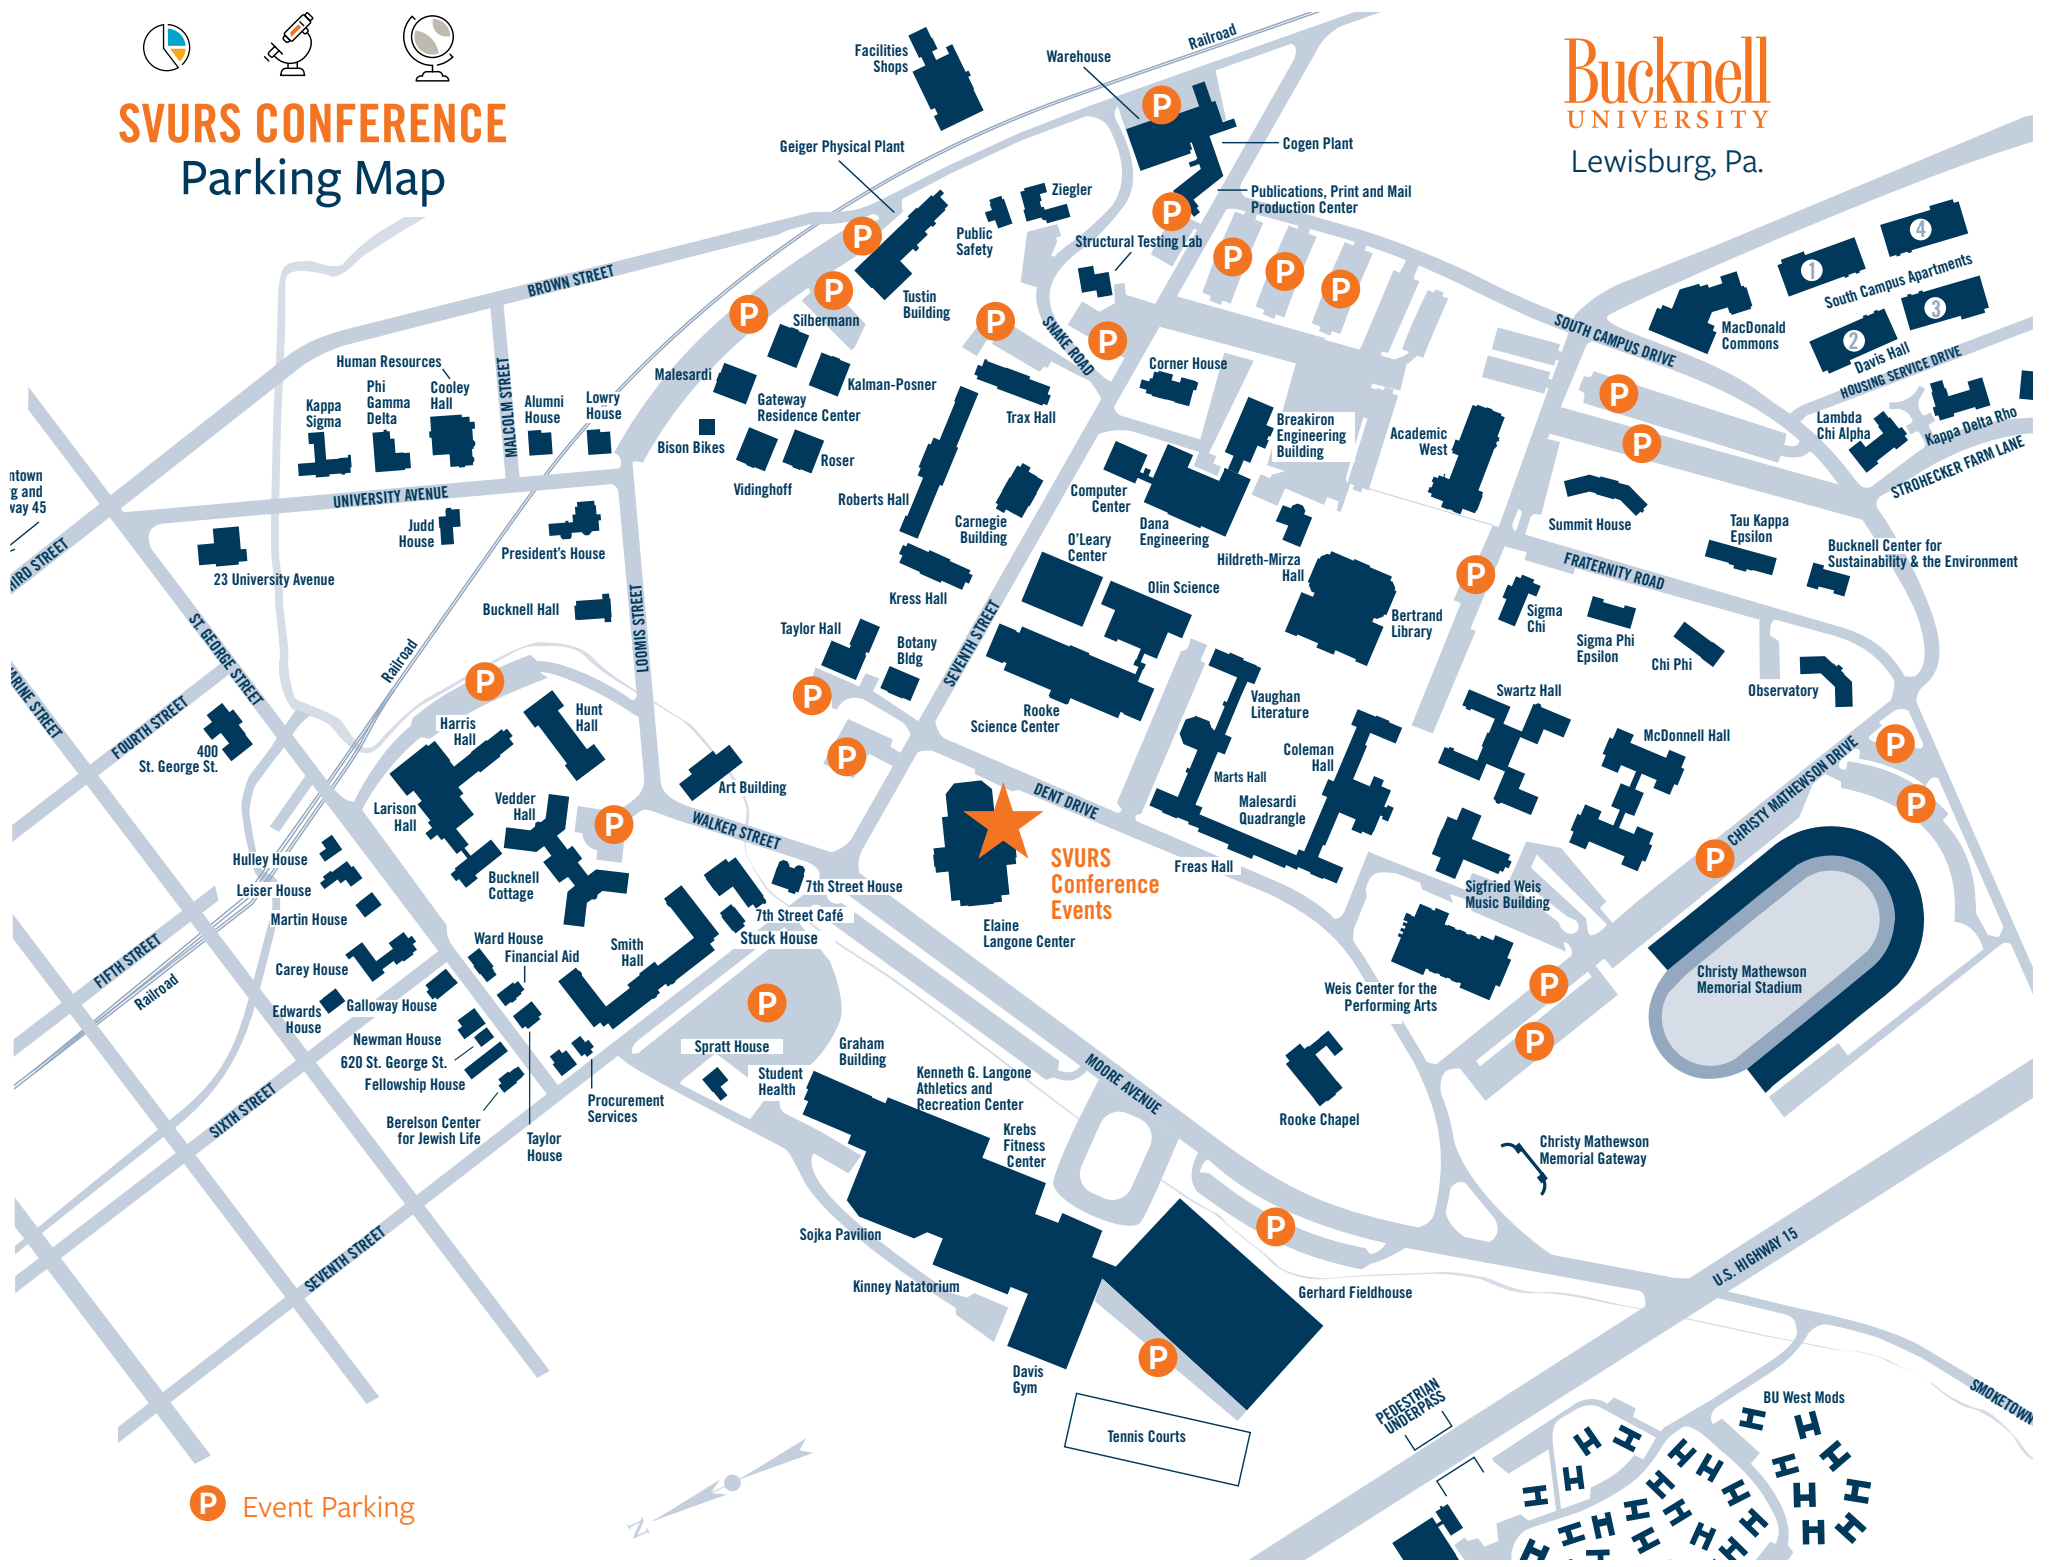 SVURS CONFERENCE
Parking Map
Bucknell
UNIVERSITY
Lewisburg, Pa.
Facilities
Shops
Warehouse
Railroad
P
Cogen Plant
Geiger Physical Plant
Publications, Print and Mail
Production Center
P
Ziegler
Public
Safety
Structural Testing Lab
P
P
P
P
P
P
Tustin
Building
Silbermann
P
P
P
BROWN STREET
SNAKE ROAD
SOUTH CAMPUS DRIVE
MacDonald
Commons
1
4
South Campus Apartments
3
2
Davis Hall
HOUSING SERVICE DRIVE
Lambda
Chi Alpha
Kappa Delta Rho
STROHECKER FARM LANE
P
P
Human Resources
Kappa
Sigma
Phi
Gamma
Delta
Cooley
Hall
MALCOLM STREET
Alumni
House
Lowry
House
Malesardi
Gateway
Residence Center
Kalman-Posner
Bison Bikes
Roser
Vidinghoff
Trax Hall
Corner House
Breakiron
Engineering
Building
Academic
West
Roberts Hall
Carnegie
Building
Computer
Center
Dana
Engineering
O'Leary
Center
Olin Science
Hildreth-Mirza
Hall
Bertrand
Library
Summit House
Tau Kappa
Epsilon
Bucknell Center for
Sustainability & the Environment
FRATERNITY ROAD
P
Sigma
Chi
Sigma Phi
Epsilon
Chi Phi
Observatory
ntown
g and
way 45
HIRD STREET
UNIVERSITY AVENUE
Judd
House
President's House
23 University Avenue
Bucknell Hall
LOOMIS STREET
ST. GEORGE STREET
Railroad
Kress Hall
Taylor Hall
Botany
Bldg
SEVENTH STREET
Rooke
Science Center
Vaughan
Literature
Swartz Hall
McDonnell Hall
Coleman
Hall
Marts Hall
Malesardi
Quadrangle
Freas Hall
P
P
P
P
P
P
CHRISTY MATHEWSON DRIVE
ARINE STREET
FOURTH STREET
400
St. George St.
Harris
Hall
Hunt
Hall
Larison
Hall
Vedder
Hall
Bucknell
Cottage
P
Art Building
WALKER STREET
DENT DRIVE
SVURS
Conference
Events
Elaine
Langone Center
Sigfried Weis
Music Building
Weis Center for the
Performing Arts
P
P
Christy Mathewson
Memorial Stadium
Hulley House
Leiser House
Martin House
Carey House
Edwards
House
Galloway House
Newman House
620 St. George St.
Fellowship House
Berelson Center
for Jewish Life
Taylor
House
Ward House
Financial Aid
Smith
Hall
Procurement
Services
7th Street House
7th Street Café
Stuck House
P
Spratt House
Student
Health
Graham
Building
Kenneth G. Langone
Athletics and
Recreation Center
Krebs
Fitness
Center
MOORE AVENUE
Rooke Chapel
Christy Mathewson
Memorial Gateway
FIFTH STREET
Railroad
SIXTH STREET
SEVENTH STREET
Sojka Pavilion
Kinney Natatorium
Davis
Gym
P
Gerhard Fieldhouse
P
Tennis Courts
U.S. HIGHWAY 15
PEDESTRIAN
UNDERPASS
BU West Mods
SMOKETOWN
P Event Parking
N